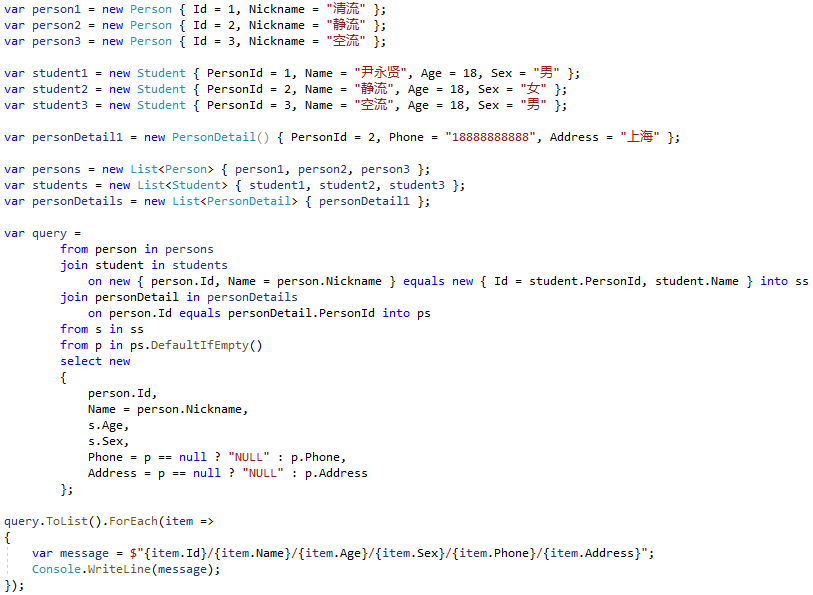 var person1 = new Person { Id = 1, Nickname = "清流" };
var person2 = new Person { Id = 2, Nickname = "静流" };
var person3 = new Person { Id = 3, Nickname = "空流" };

var student1 = new Student { PersonId = 1, Name = "尹永贤", Age = 18, Sex = "男" };
var student2 = new Student { PersonId = 2, Name = "静流", Age = 18, Sex = "女" };
var student3 = new Student { PersonId = 3, Name = "空流", Age = 18, Sex = "男" };

var personDetail1 = new PersonDetail() { PersonId = 2, Phone = "18888888888", Address = "上海" };

var persons = new List<Person> { person1, person2, person3 };
var students = new List<Student> { student1, student2, student3 };
var personDetails = new List<PersonDetail> { personDetail1 };

var query =
        from person in persons
        join student in students
            on new { person.Id, Name = person.Nickname } equals new { Id = student.PersonId, student.Name } into ss
        join personDetail in personDetails
            on person.Id equals personDetail.PersonId into ps
        from s in ss
        from p in ps.DefaultIfEmpty()
        select new
        {
            person.Id,
            Name = person.Nickname,
            s.Age,
            s.Sex,
            Phone = p == null ? "NULL" : p.Phone,
            Address = p == null ? "NULL" : p.Address
        };

query.ToList().ForEach(item =>
{
    var message = $"{item.Id}/{item.Name}/{item.Age}/{item.Sex}/{item.Phone}/{item.Address}";
    Console.WriteLine(message);
});